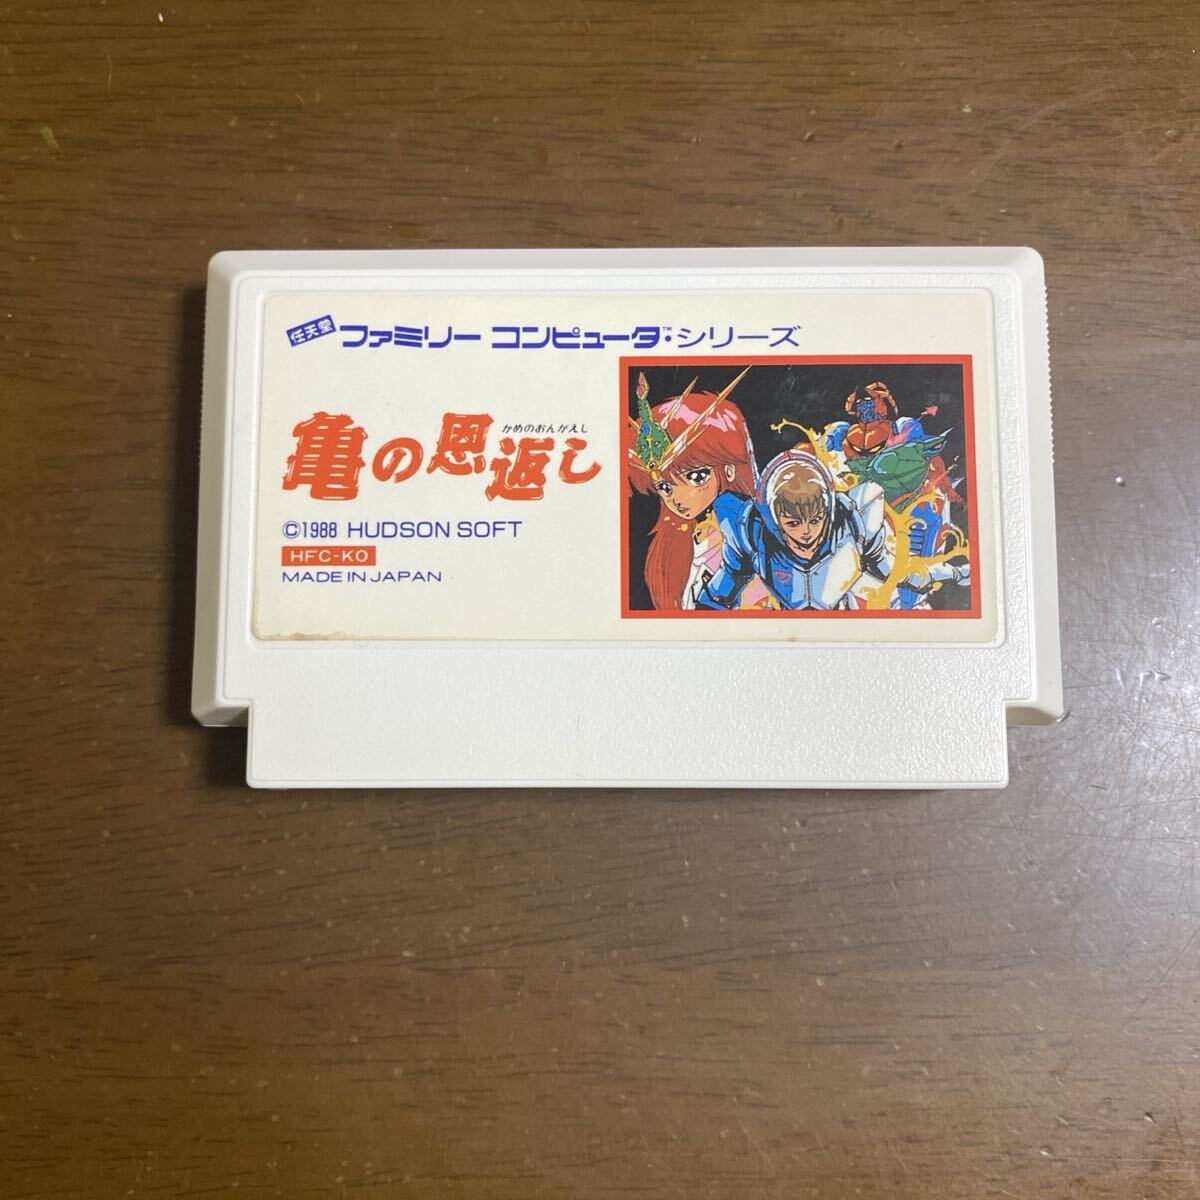 任天堂 ファミリー コンピュータ™・シリーズ
かめのおんがえし
亀の恩返し
©1988 HUDSON SOFT
HFC-KO
MADE IN JAPAN